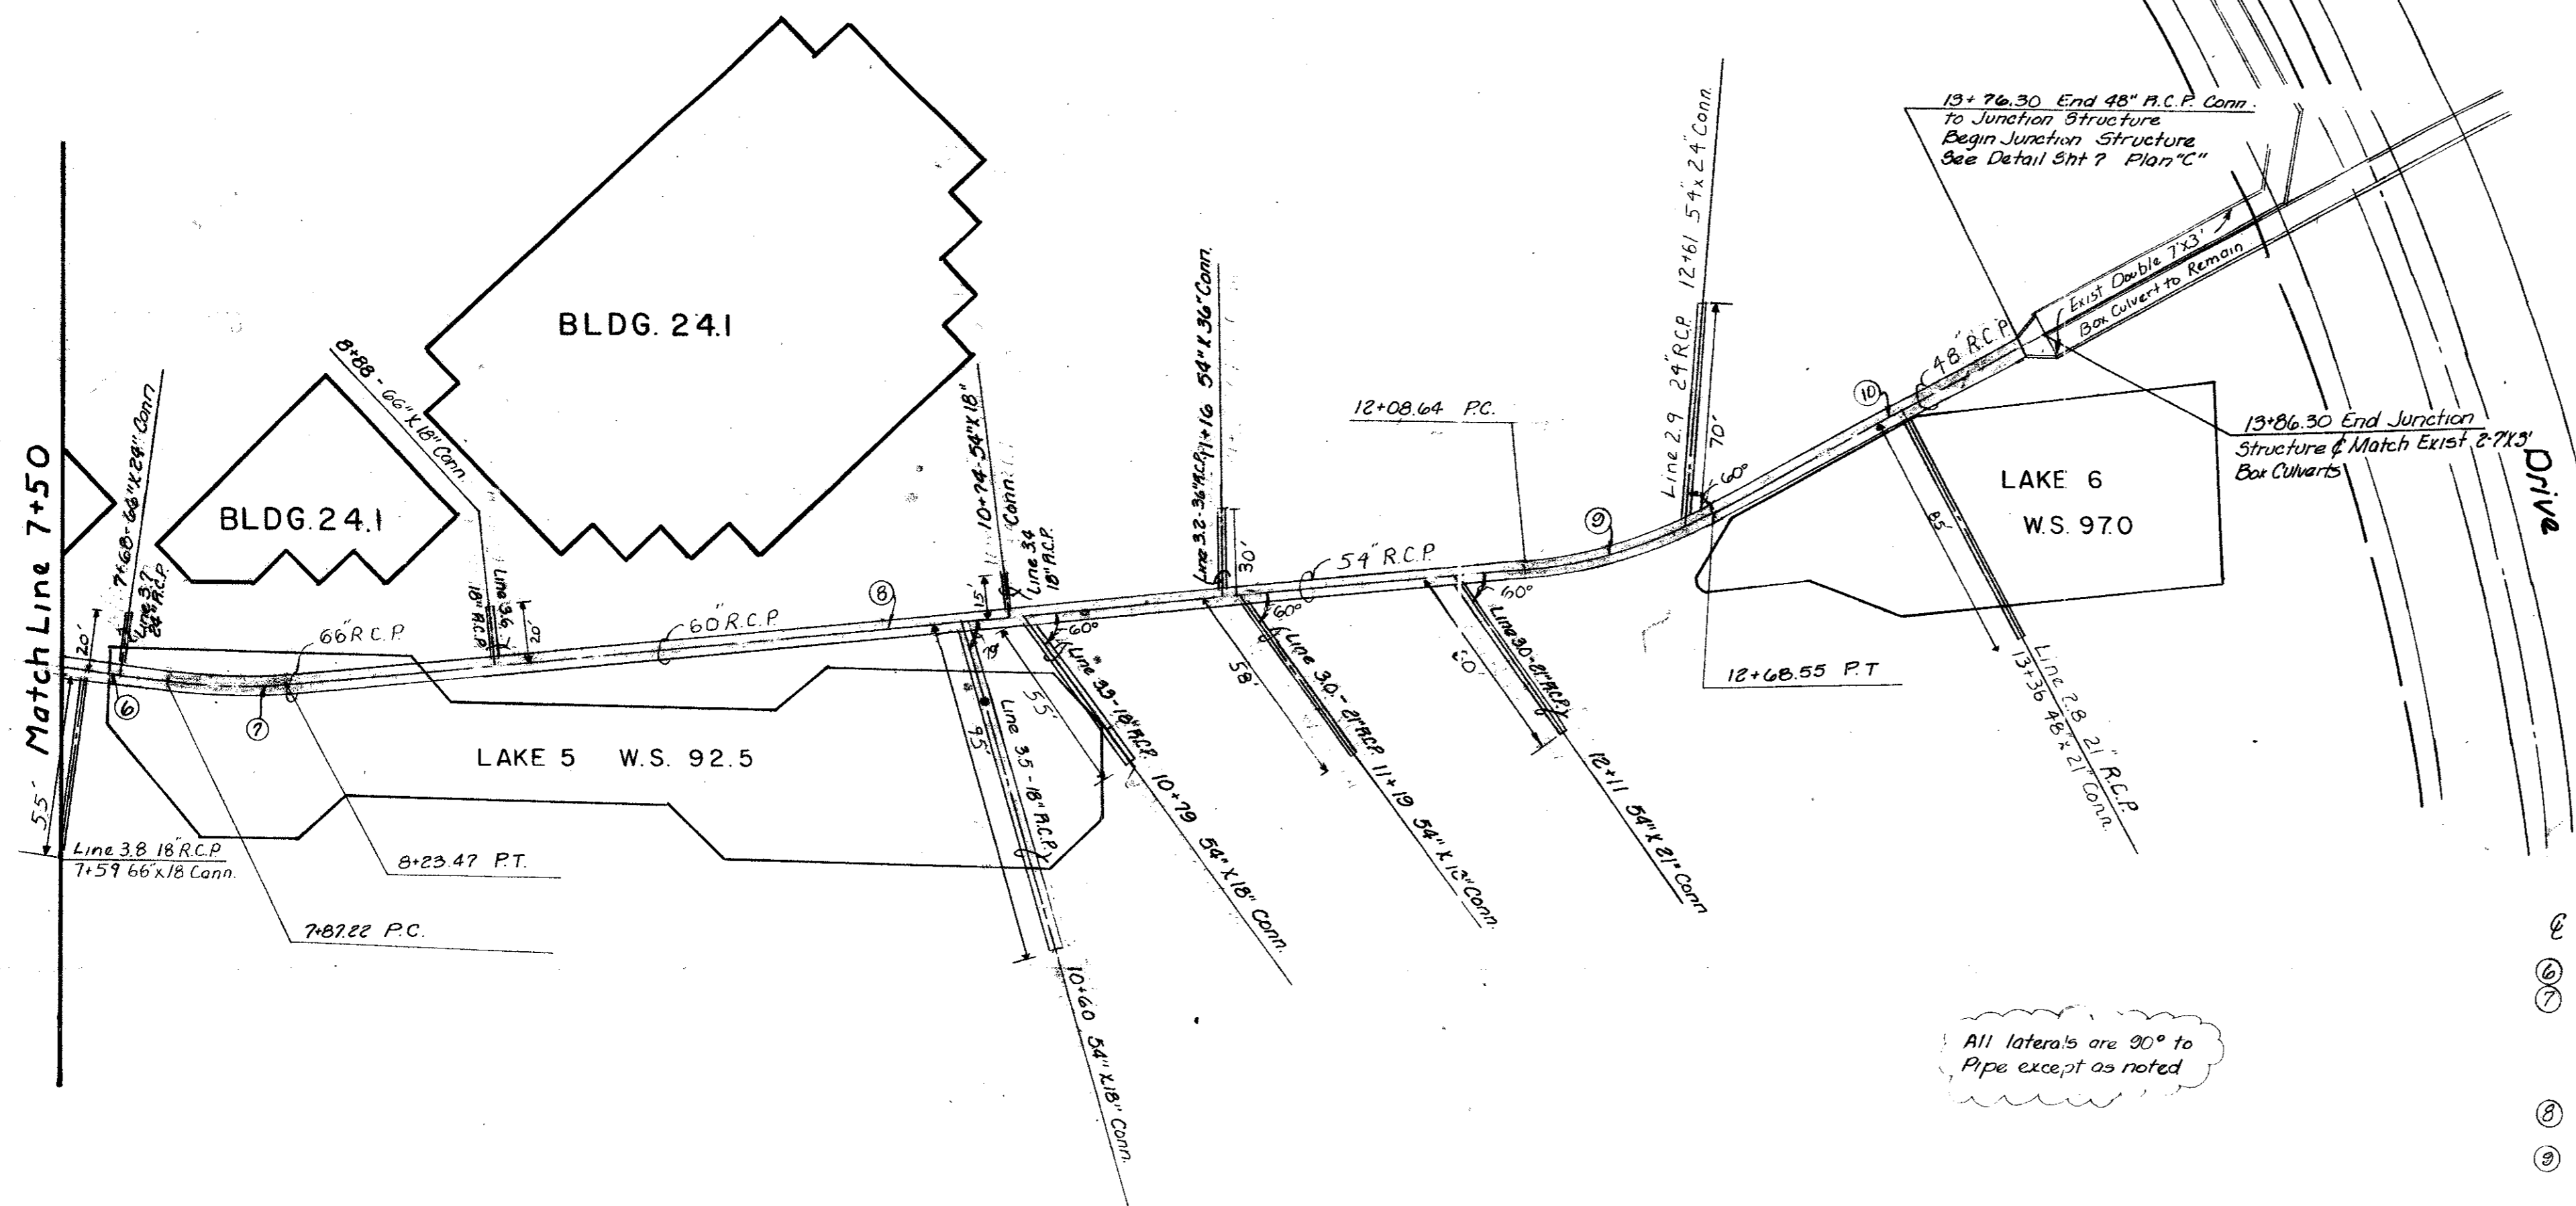 13+76.30 End 48" R.C.P. Conn.
to Junction Structure
Begin Junction Structure
See Detail Sht 7 Plan "C"
Exist Double 7'x3'
Box Culvert to Remain
13+86.30 End Junction
Structure & Match Exist 2-7'x3'
Box Culverts
Drive
BLDG. 24.1
BLDG. 24.1
Match Line 7+50
7+68-66"X24" Conn
Line 3.7
24" R.C.P.
20'
8+88-66"X18" Conn.
Line 3.6
18" R.C.P.
20'
66" R.C.P.
60" R.C.P.
10+74-54"X18"
Conn.
Line 3.4
18" R.C.P.
15'
Line 3.2-36" R.C.P. 11+16 54" X 36" Conn.
30'
54" R.C.P.
12+08.64 P.C.
Line 2.9 24" R.C.P. 12+61 54"x24" Conn.
70'
60°
12+68.55 P.T
48" R.C.P.
LAKE 6
W.S. 97.0
85'
Line 2.8 21" R.C.P.
13+36 48"x21" Conn.
LAKE 5 W.S. 92.5
55'
Line 3.8 18" R.C.P.
7+59 66"x18 Conn.
8+23.47 P.T.
7+87.22 P.C.
95'
Line 3.5-18" R.C.P.
10+60 54"X18" Conn.
60°
Line 3.3-18" R.C.P. 10+79 54"X18" Conn.
55'
60°
Line 3.0-21" R.C.P. 11+19 54"X Conn.
58'
60°
Line 3.0-21" R.C.P. 12+11 54"X21" Conn
60'
6
7
8
9
10
All laterals are 90° to
Pipe except as noted
℄
6
7
8
9